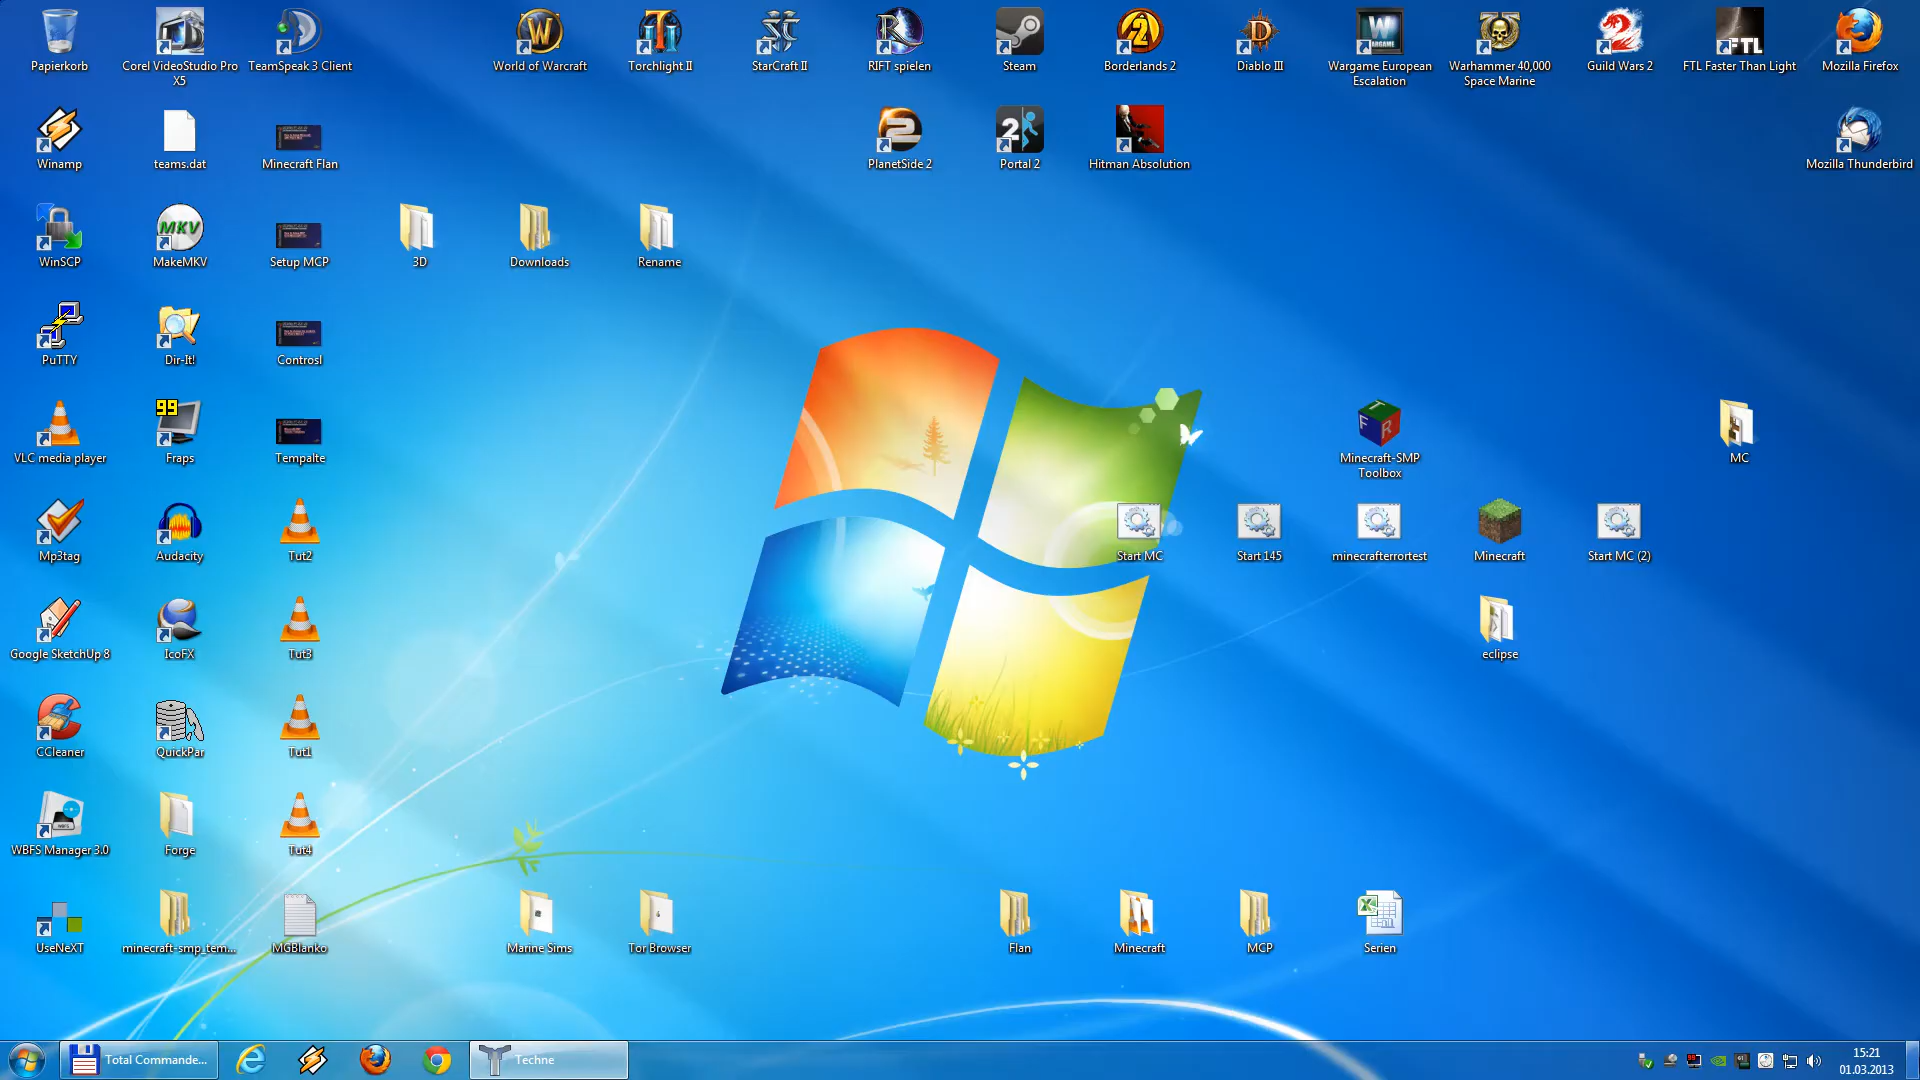 Papierkorb
Corel VideoStudio Pro X5
TeamSpeak 3 Client
World of Warcraft
Torchlight II
StarCraft II
RIFT spielen
Steam
Borderlands 2
Diablo III
Wargame European Escalation
Warhammer 40,000 Space Marine
Guild Wars 2
FTL Faster Than Light
Mozilla Firefox
Winamp
teams.dat
Minecraft Flan
PlanetSide 2
Portal 2
Hitman Absolution
Mozilla Thunderbird
WinSCP
MakeMKV
Setup MCP
3D
Downloads
Rename
PuTTY
Dir-It!
Controsl
VLC media player
Fraps
Tempalte
Minecraft-SMP Toolbox
MC
Mp3tag
Audacity
Tut2
Start MC
Start 145
minecrafterrortest
Minecraft
Start MC (2)
Google SketchUp 8
IcoFX
Tut3
eclipse
CCleaner
QuickPar
Tut1
WBFS Manager 3.0
Forge
Tut4
UseNeXT
minecraft-smp_tem...
MGBlanko
Marine Sims
Tor Browser
Flan
Minecraft
MCP
Serien
Total Commande...
Techne
15:21
01.03.2013